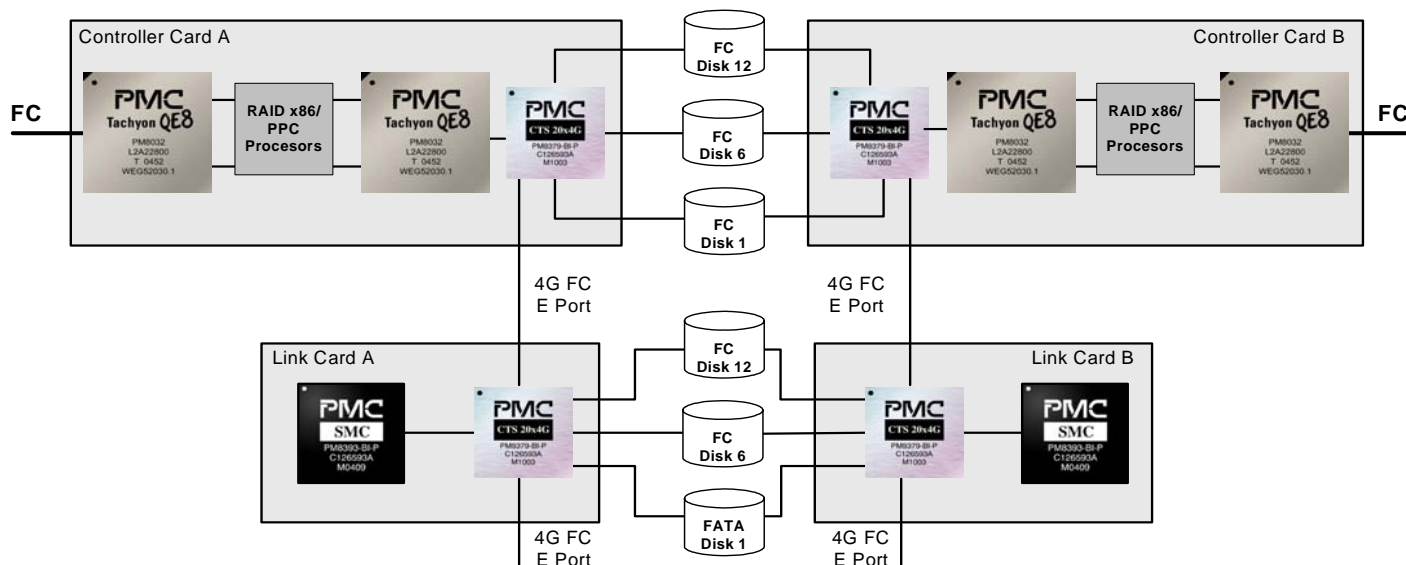 Controller Card A
Controller Card B
FC
FC
PMC
Tachyon QE8
PM8032
L2A22800
T 0452
WEG52030.1
RAID x86/
PPC
Procesors
PMC
Tachyon QE8
PM8032
L2A22800
T 0452
WEG52030.1
PMC
CTS 20x4G
PM8379-BI-P
C126593A
M1003
FC
Disk 12
FC
Disk 6
FC
Disk 1
PMC
CTS 20x4G
PM8379-BI-P
C126593A
M1003
PMC
Tachyon QE8
PM8032
L2A22800
T 0452
WEG52030.1
RAID x86/
PPC
Procesors
PMC
Tachyon QE8
PM8032
L2A22800
T 0452
WEG52030.1
4G FC
E Port
4G FC
E Port
Link Card A
Link Card B
PMC
SMC
PM8393-BI-P
C126593A
M0409
PMC
CTS 20x4G
PM8379-BI-P
C126593A
M1003
FC
Disk 12
FC
Disk 6
FATA
Disk 1
PMC
CTS 20x4G
PM8379-BI-P
C126593A
M1003
PMC
SMC
PM8393-BI-P
C126593A
M0409
4G FC
E Port
4G FC
E Port